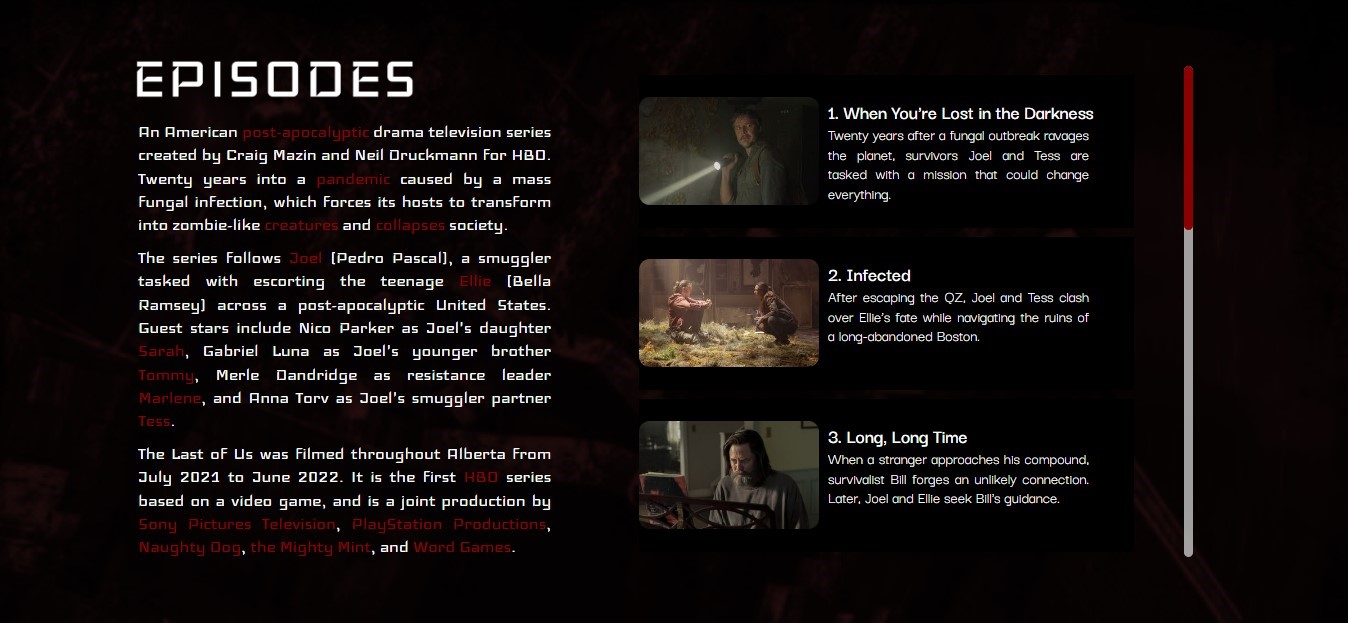 EPISODES
An American post-apocalyptic drama television series
created by Craig Mazin and Neil Druckmann for HBO.
Twenty years into a pandemic caused by a mass
fungal infection, which forces its hosts to transform
into zombie-like creatures and collapses society.
The series follows Joel (Pedro Pascal), a smuggler
tasked with escorting the teenage Ellie (Bella
Ramsey) across a post-apocalyptic United States.
Guest stars include Nico Parker as Joel's daughter
Sarah, Gabriel Luna as Joel's younger brother
Tommy, Merle Dandridge as resistance leader
Marlene, and Anna Torv as Joel's smuggler partner
Tess.
The Last of Us was filmed throughout Alberta from
July 2021 to June 2022. It is the first HBO series
based on a video game, and is a joint production by
Sony Pictures Television, PlayStation Productions,
Naughty Dog, the Mighty Mint, and Word Games.
1. When You're Lost in the Darkness
Twenty years after a fungal outbreak ravages
the planet, survivors Joel and Tess are
tasked with a mission that could change
everything.
2. Infected
After escaping the QZ, Joel and Tess clash
over Ellie's fate while navigating the ruins of
a long-abandoned Boston.
3. Long, Long Time
When a stranger approaches his compound,
survivalist Bill forges an unlikely connection.
Later, Joel and Ellie seek Bill's guidance.